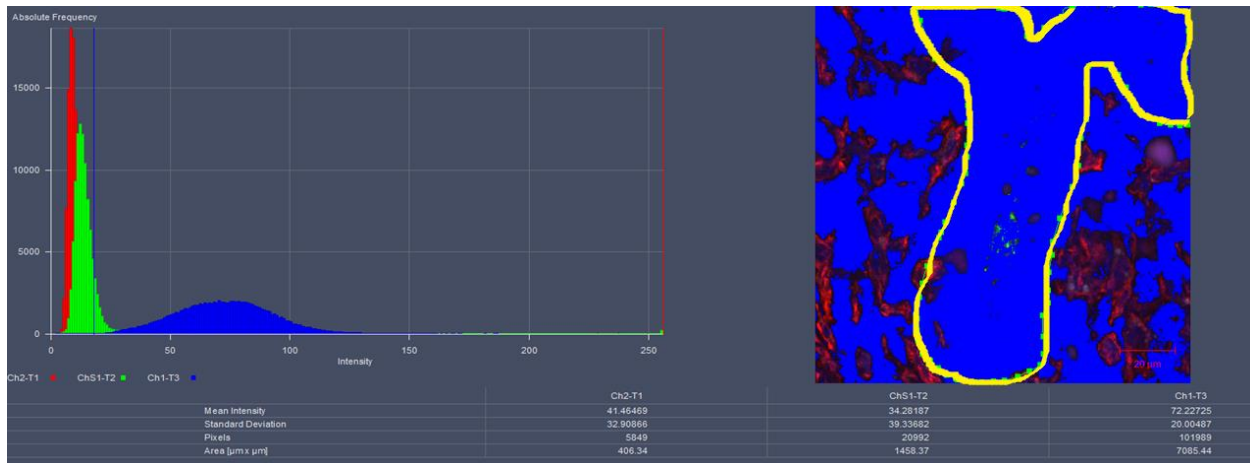 Absolute Frequency
15000
10000
5000
0
0 50 100 150 200 250
Intensity
Ch2-T1 ChS1-T2 Ch1-T3
20 µm
Ch2-T1 ChS1-T2 Ch1-T3
Mean Intensity 41.46469 34.28187 72.22725
Standard Deviation 32.90866 39.33682 20.00487
Pixels 5849 20992 101989
Area [µm x µm] 406.34 1458.37 7085.44